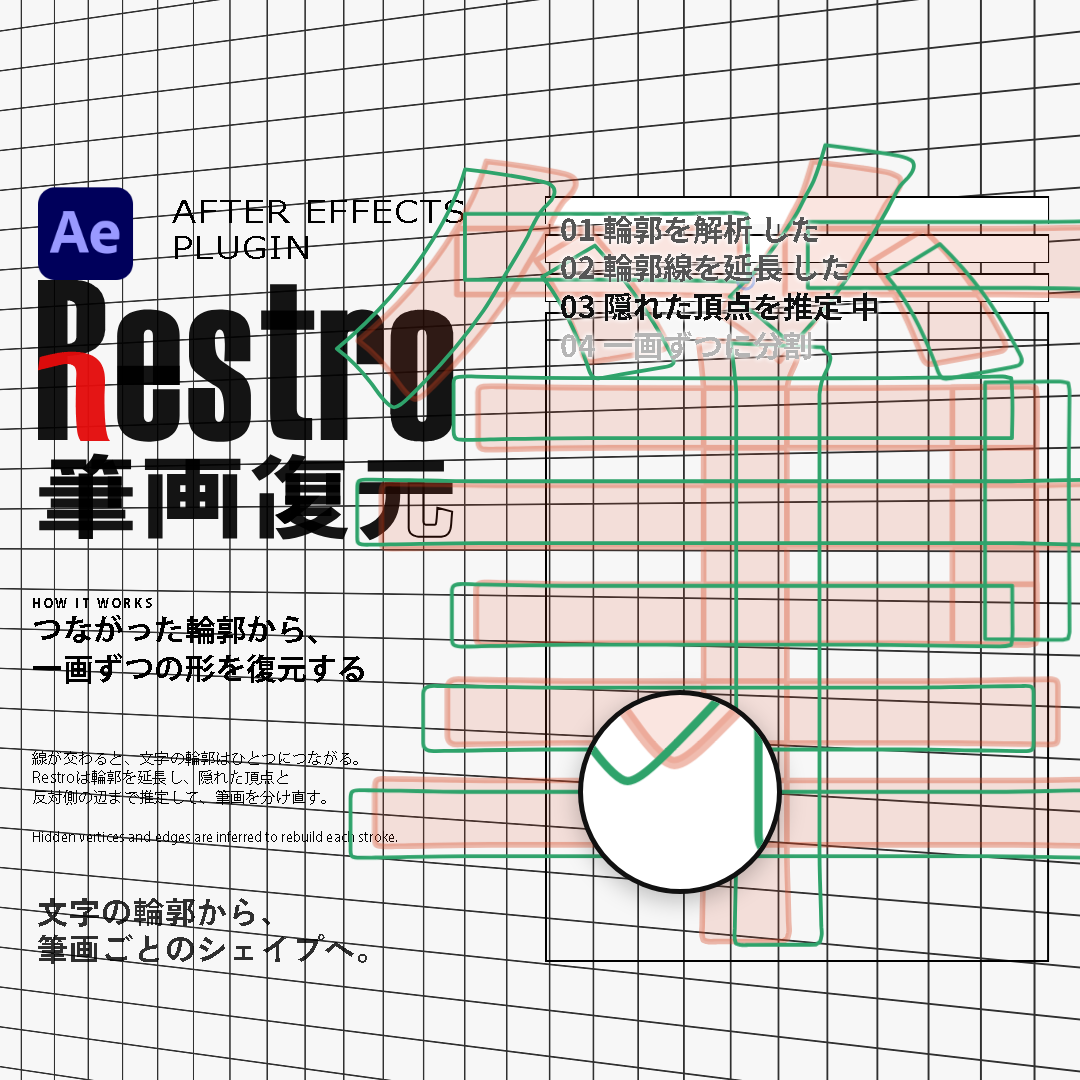 Ae
AFTER EFFECTS
PLUGIN
Restro
筆画復元
HOW IT WORKS
つながった輪郭から、
一画ずつの形を復元する
線が交わると、文字の輪郭はひとつにつながる。
Restroは輪郭を延長し、隠れた頂点と
反対側の辺まで推定して、筆画を分け直す。
Hidden vertices and edges are inferred to rebuild each stroke.
文字の輪郭から、
筆画ごとのシェイプへ。
01 輪郭を解析した
02 輪郭線を延長した
03 隠れた頂点を推定中
04 一画ずつに分割
筆